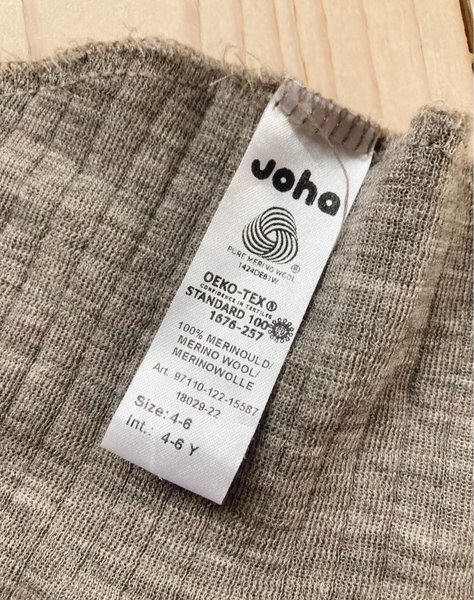 Joha
PURE MERINO WOOL
1424DEB1W
OEKO-TEX®
CONFIDENCE IN TEXTILES
STANDARD 100
1676-257
100% MERINOULD/
MERINO WOOL/
MERINOWOLLE
Art. 97110-122-15587
18029-22
Size: 4-6
Int.: 4-6 Y